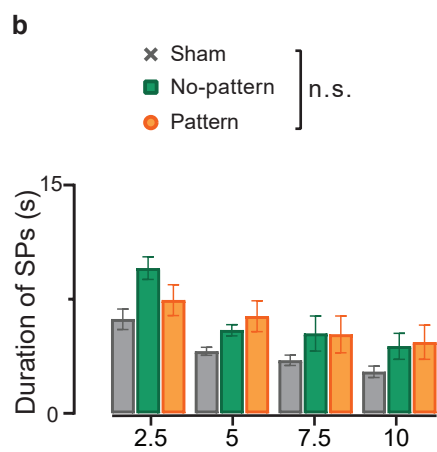 b
Sham
No-pattern
Pattern
n.s.
15
Duration of SPs (s)
0
2.5 5 7.5 10